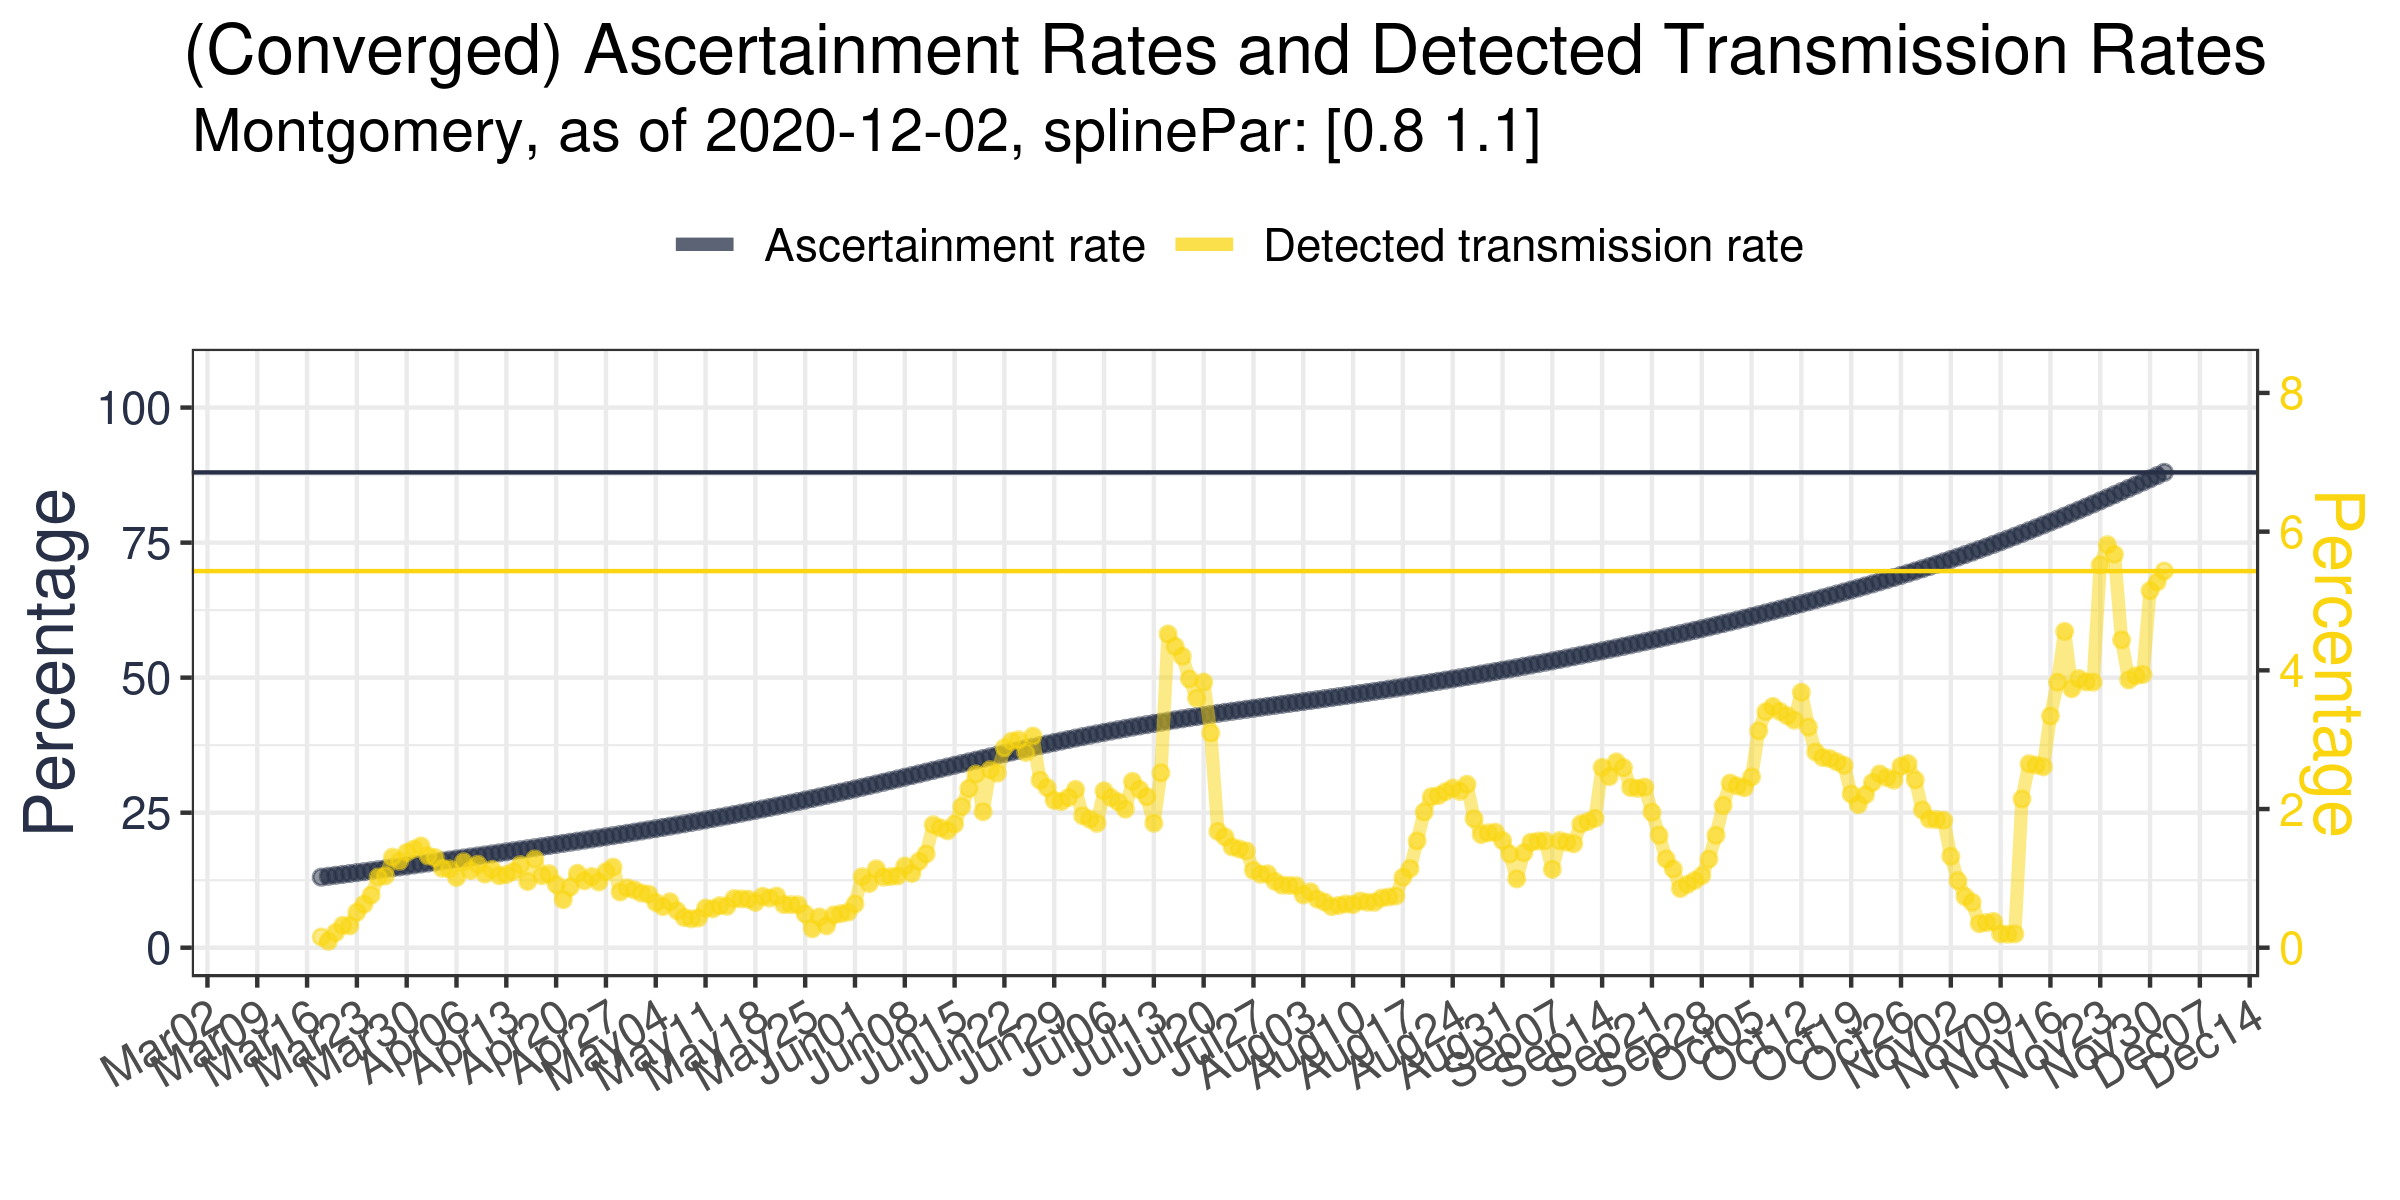 (Converged) Ascertainment Rates and Detected Transmission Rates
Montgomery, as of 2020-12-02, splinePar: [0.8 1.1]
Ascertainment rate
Detected transmission rate
Percentage
100
75
50
25
0
8
6
4
2
0
Percentage
Mar02
Mar09
Mar16
Mar23
Mar30
Apr06
Apr13
Apr20
Apr27
May04
May11
May18
May25
Jun01
Jun08
Jun15
Jun22
Jun29
Jul06
Jul13
Jul20
Jul27
Aug03
Aug10
Aug17
Aug24
Aug31
Sep07
Sep14
Sep21
Sep28
Oct05
Oct12
Oct19
Oct26
Nov02
Nov09
Nov16
Nov23
Nov30
Dec07
Dec14